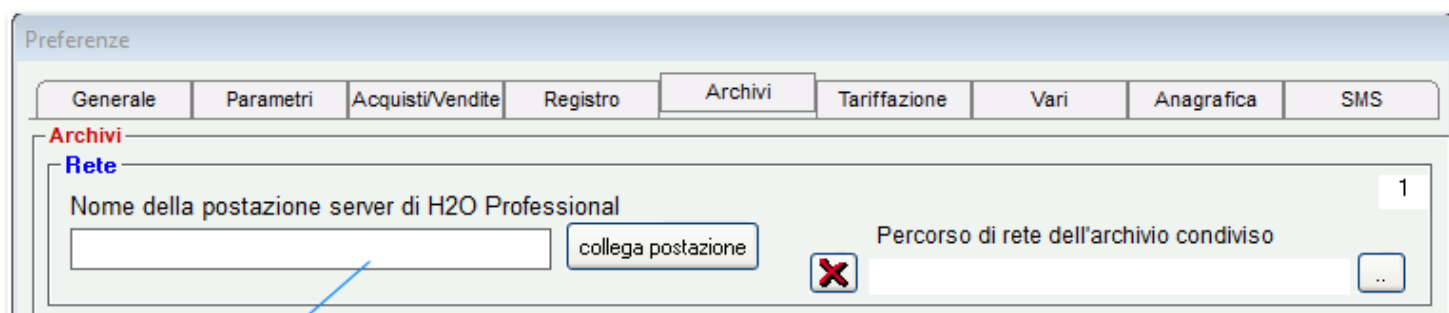 Preferenze
Generale Parametri Acquisti/Vendite Registro Archivi Tariffazione Vari Anagrafica SMS
Archivi
Rete
1
Nome della postazione server di H2O Professional
collega postazione
Percorso di rete dell'archivio condiviso
..